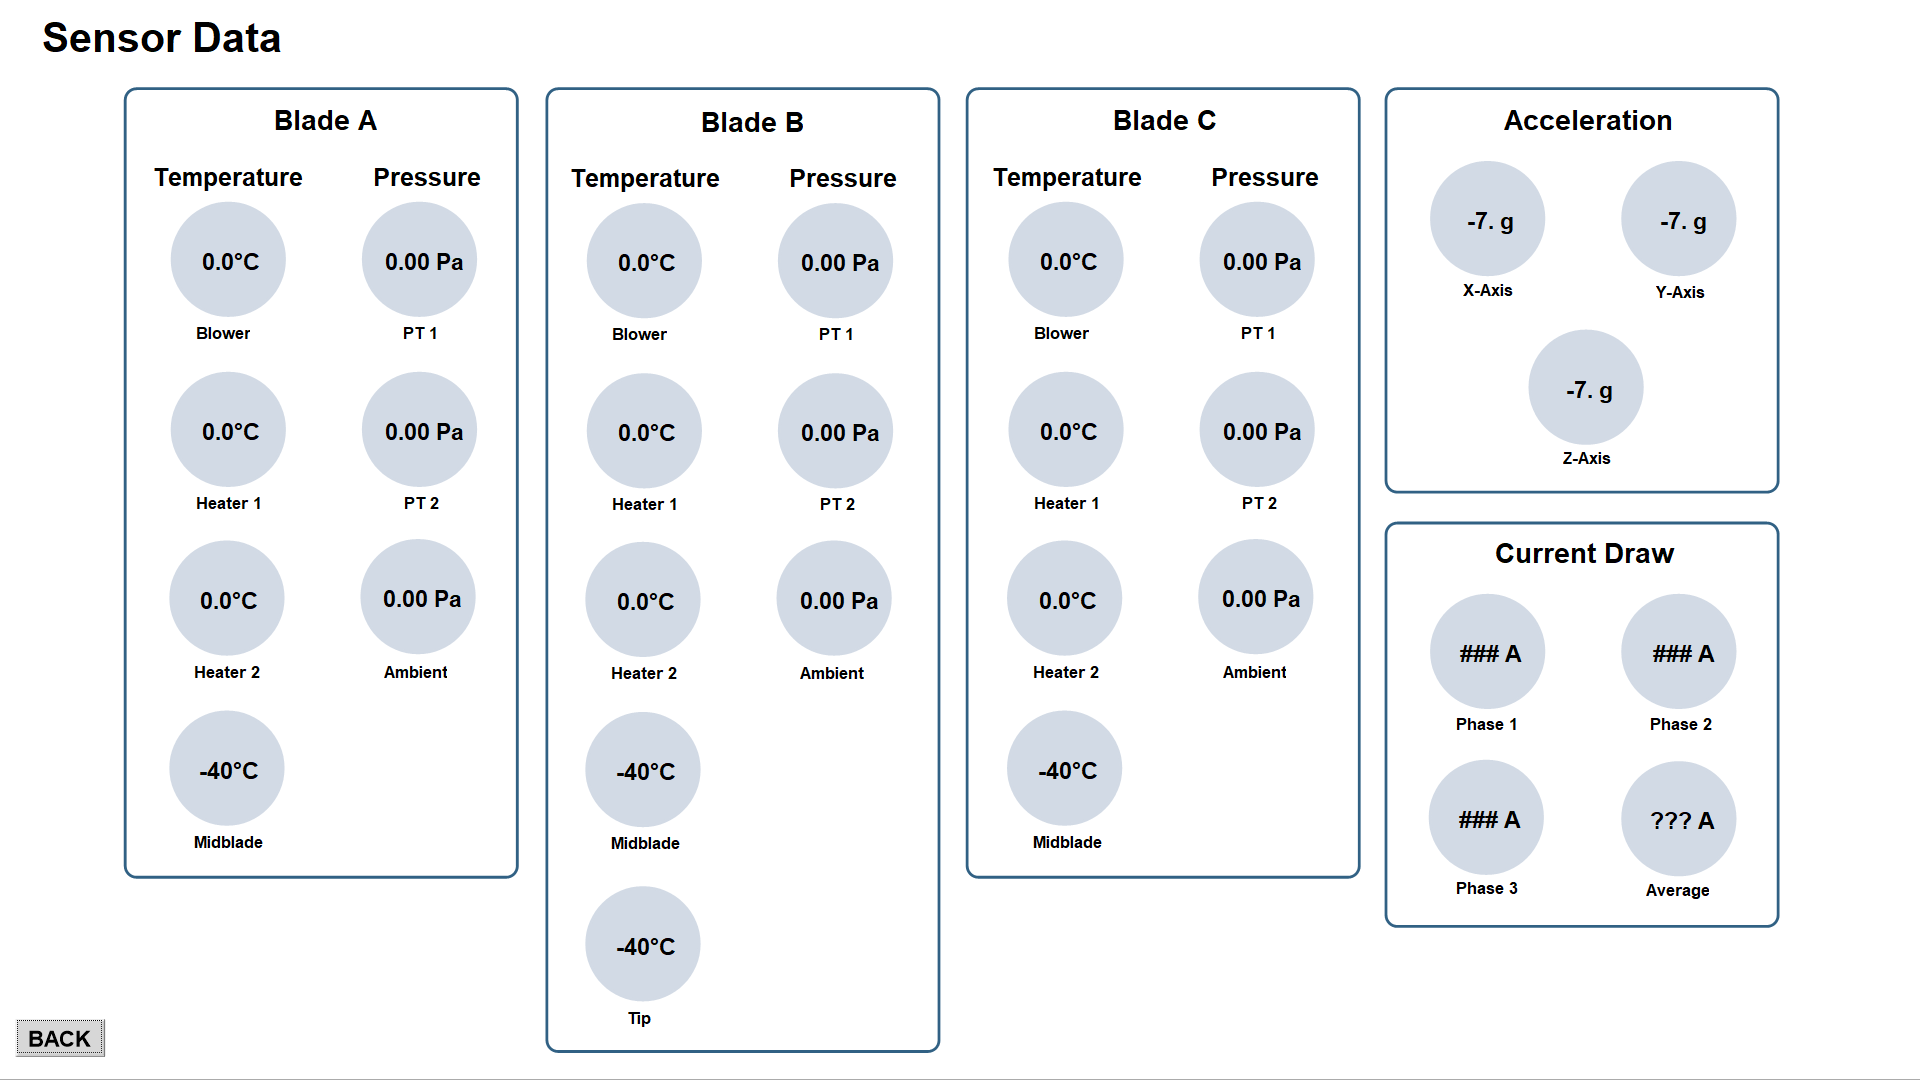 Sensor Data
Blade A
Temperature Pressure
0.0°C 0.00 Pa
Blower PT 1
0.0°C 0.00 Pa
Heater 1 PT 2
0.0°C 0.00 Pa
Heater 2 Ambient
-40°C
Midblade
Blade B
Temperature Pressure
0.0°C 0.00 Pa
Blower PT 1
0.0°C 0.00 Pa
Heater 1 PT 2
0.0°C 0.00 Pa
Heater 2 Ambient
-40°C
Midblade
-40°C
Tip
Blade C
Temperature Pressure
0.0°C 0.00 Pa
Blower PT 1
0.0°C 0.00 Pa
Heater 1 PT 2
0.0°C 0.00 Pa
Heater 2 Ambient
-40°C
Midblade
Acceleration
-7. g -7. g
X-Axis Y-Axis
-7. g
Z-Axis
Current Draw
### A ### A
Phase 1 Phase 2
### A ??? A
Phase 3 Average
BACK